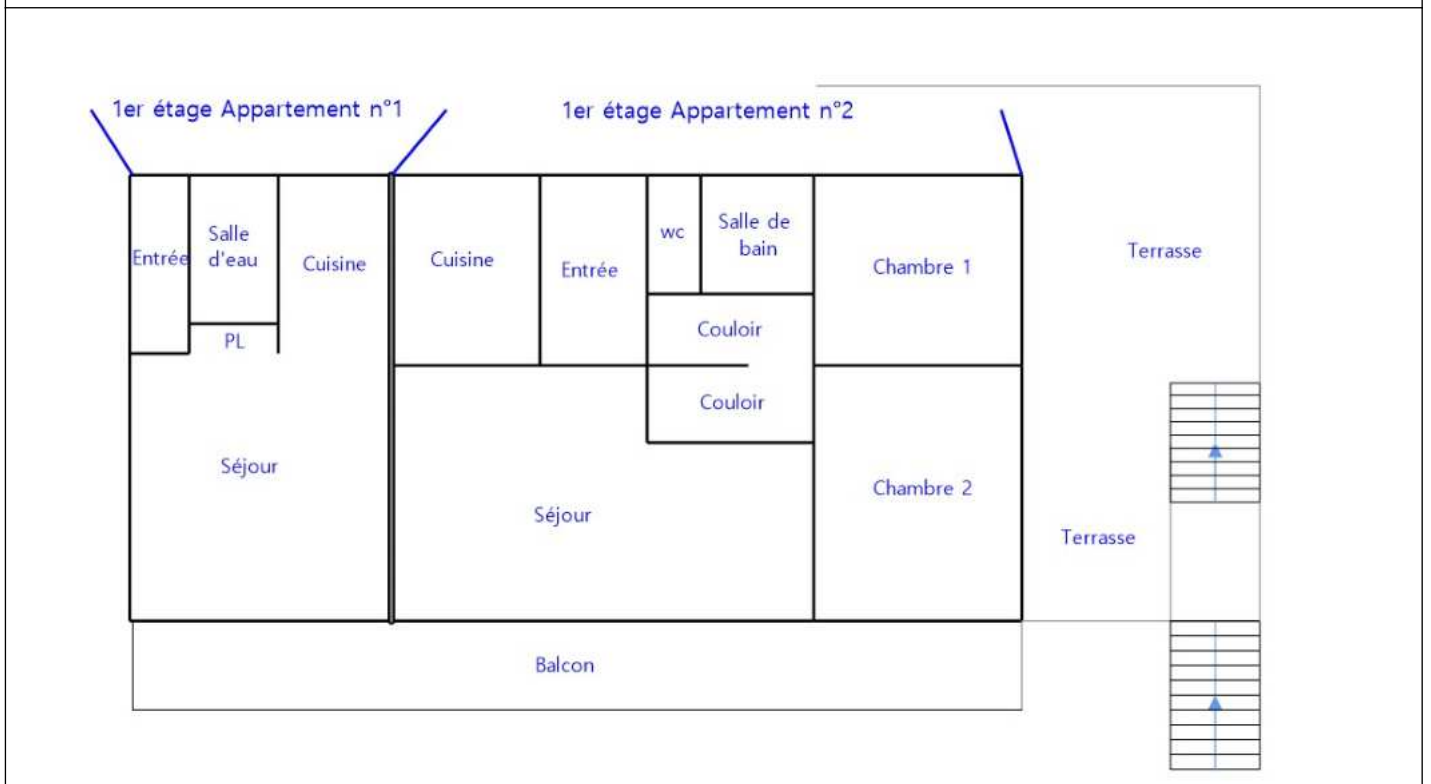 1er étage Appartement n°1
1er étage Appartement n°2
Entrée
Salle
d'eau
Cuisine
PL
Séjour
Cuisine
Entrée
wc
Salle de
bain
Couloir
Couloir
Séjour
Chambre 1
Chambre 2
Terrasse
Terrasse
Balcon